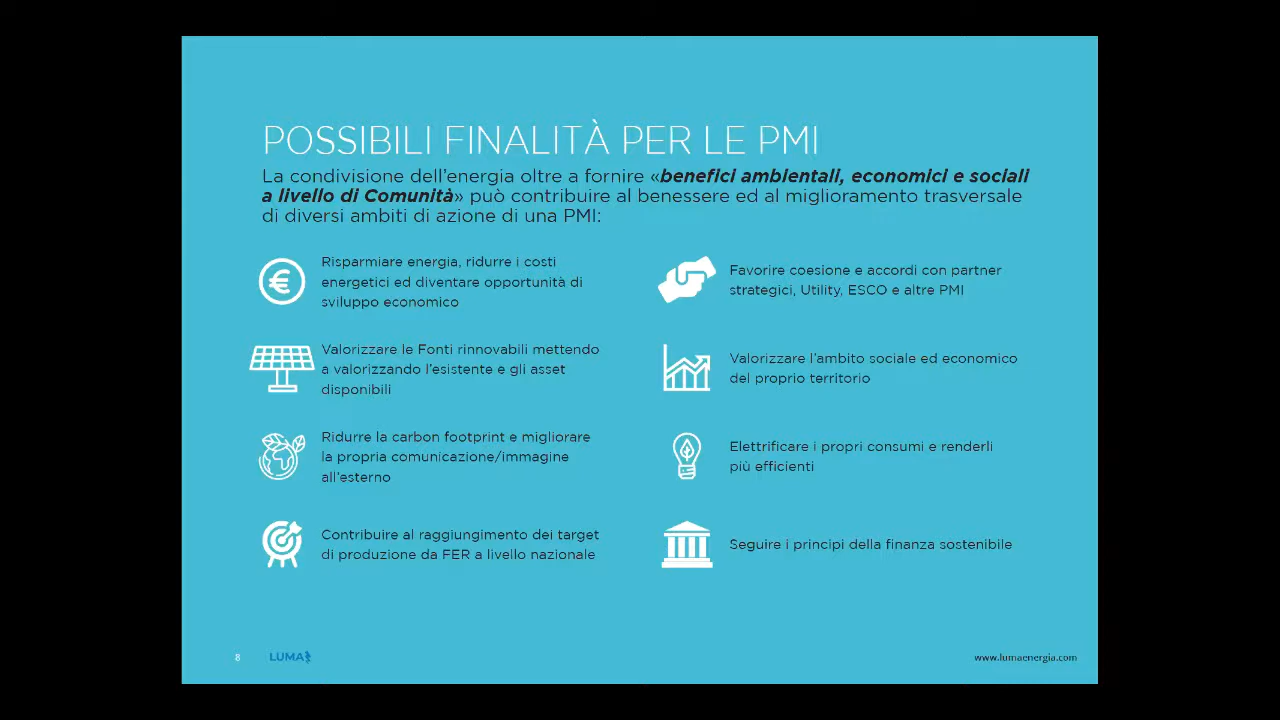 POSSIBILI FINALITÀ PER LE PMI
La condivisione dell'energia oltre a fornire «benefici ambientali, economici e sociali
a livello di Comunità» può contribuire al benessere ed al miglioramento trasversale
di diversi ambiti di azione di una PMI:
Risparmiare energia, ridurre i costi
energetici ed diventare opportunità di
sviluppo economico
Valorizzare le Fonti rinnovabili mettendo
a valorizzando l'esistente e gli asset
disponibili
Ridurre la carbon footprint e migliorare
la propria comunicazione/immagine
all'esterno
Contribuire al raggiungimento dei target
di produzione da FER a livello nazionale
Favorire coesione e accordi con partner
strategici, Utility, ESCO e altre PMI
Valorizzare l'ambito sociale ed economico
del proprio territorio
Elettrificare i propri consumi e renderli
più efficienti
Seguire i principi della finanza sostenibile
8
LUMA
www.lumaenergia.com